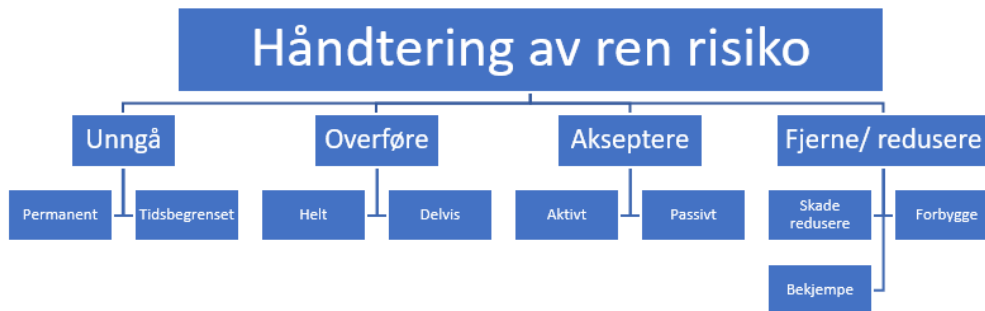 Håndtering av ren risiko
Unngå
Overføre
Akseptere
Fjerne/ redusere
Permanent
Tidsbegrenset
Helt
Delvis
Aktivt
Passivt
Skade
redusere
Forbygge
Bekjempe